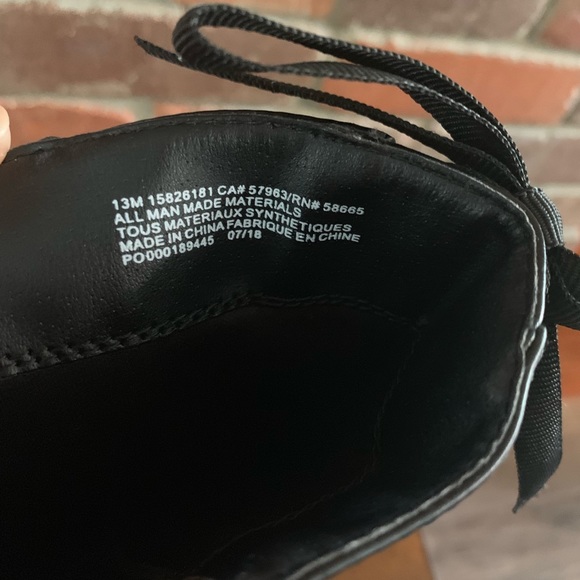 13M 15826181 CA# 57963/RN# 58665
ALL MAN MADE MATERIALS
TOUS MATERIAUX SYNTHETIQUES
MADE IN CHINA FABRIQUE EN CHINE
PO000189445 07/18